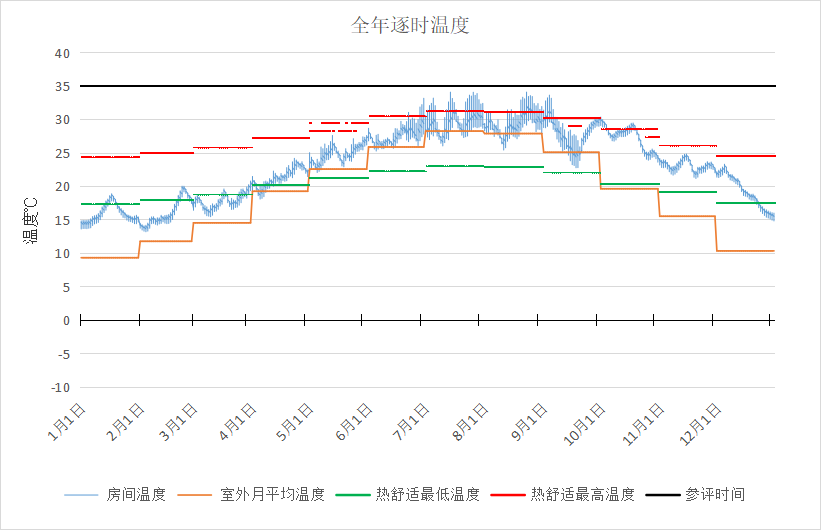 全年逐时温度
40
35
30
25
20
15
10
5
0
-5
-10
温度℃
1月1日
2月1日
3月1日
4月1日
5月1日
6月1日
7月1日
8月1日
9月1日
10月1日
11月1日
12月1日
房间温度 室外月平均温度 热舒适最低温度 热舒适最高温度 参评时间